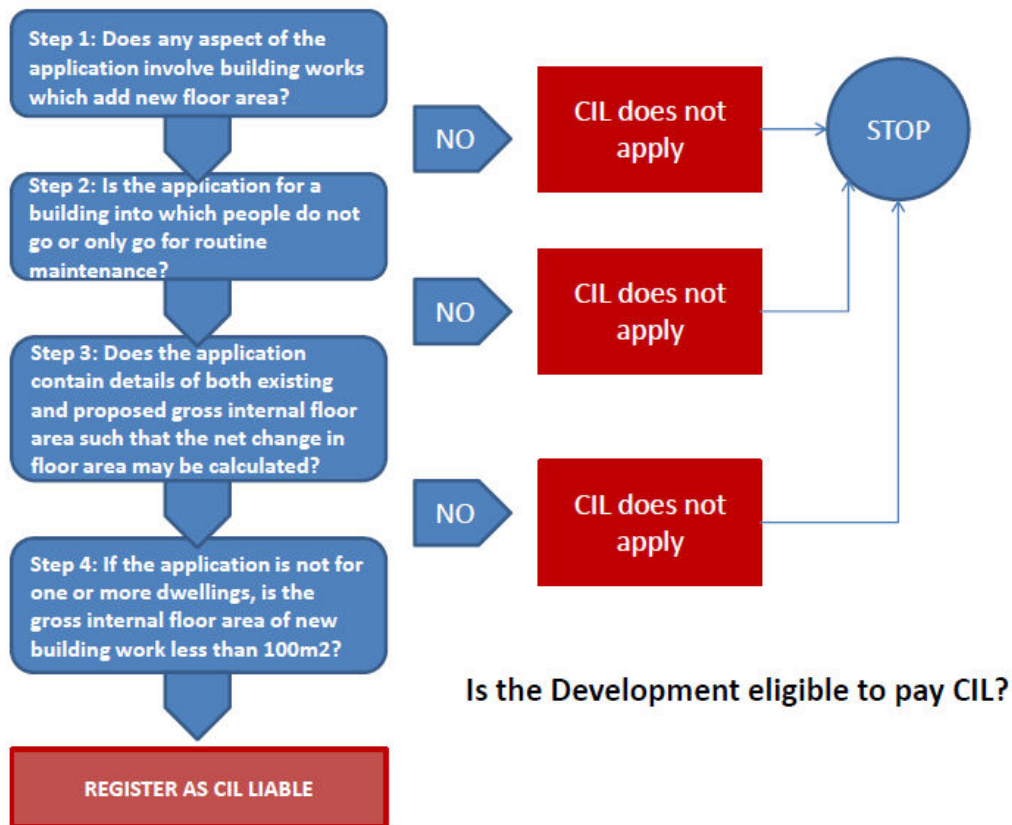 Step 1: Does any aspect of the
application involve building works
which add new floor area?
NO
CIL does not
apply
STOP
Step 2: Is the application for a
building into which people do not
go or only go for routine
maintenance?
NO
CIL does not
apply
Step 3: Does the application
contain details of both existing
and proposed gross internal floor
area such that the net change in
floor area may be calculated?
NO
CIL does not
apply
Step 4: If the application is not for
one or more dwellings, is the
gross internal floor area of new
building work less than 100m2?
Is the Development eligible to pay CIL?
REGISTER AS CIL LIABLE